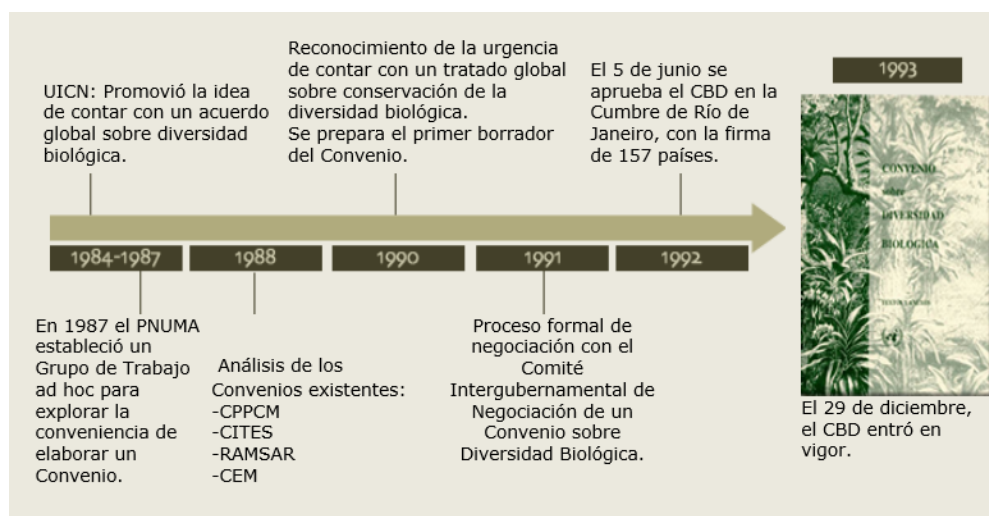 UICN: Promovió la idea
de contar con un acuerdo
global sobre diversidad
biológica.
Reconocimiento de la urgencia
de contar con un tratado global
sobre conservación de la
diversidad biológica.
Se prepara el primer borrador
del Convenio.
El 5 de junio se
aprueba el CBD en la
Cumbre de Río de
Janeiro, con la firma
de 157 países.
1993
CONVENIO
sobre
DIVERSIDAD
BIOLOGICA
1984-1987
1988
1990
1991
1992
En 1987 el PNUMA
estableció un
Grupo de Trabajo
ad hoc para
explorar la
conveniencia de
elaborar un
Convenio.
Análisis de los
Convenios existentes:
-CPPCM
-CITES
-RAMSAR
-CEM
Proceso formal de
negociación con el
Comité
Intergubernamental de
Negociación de un
Convenio sobre
Diversidad Biológica.
El 29 de diciembre,
el CBD entró en
vigor.